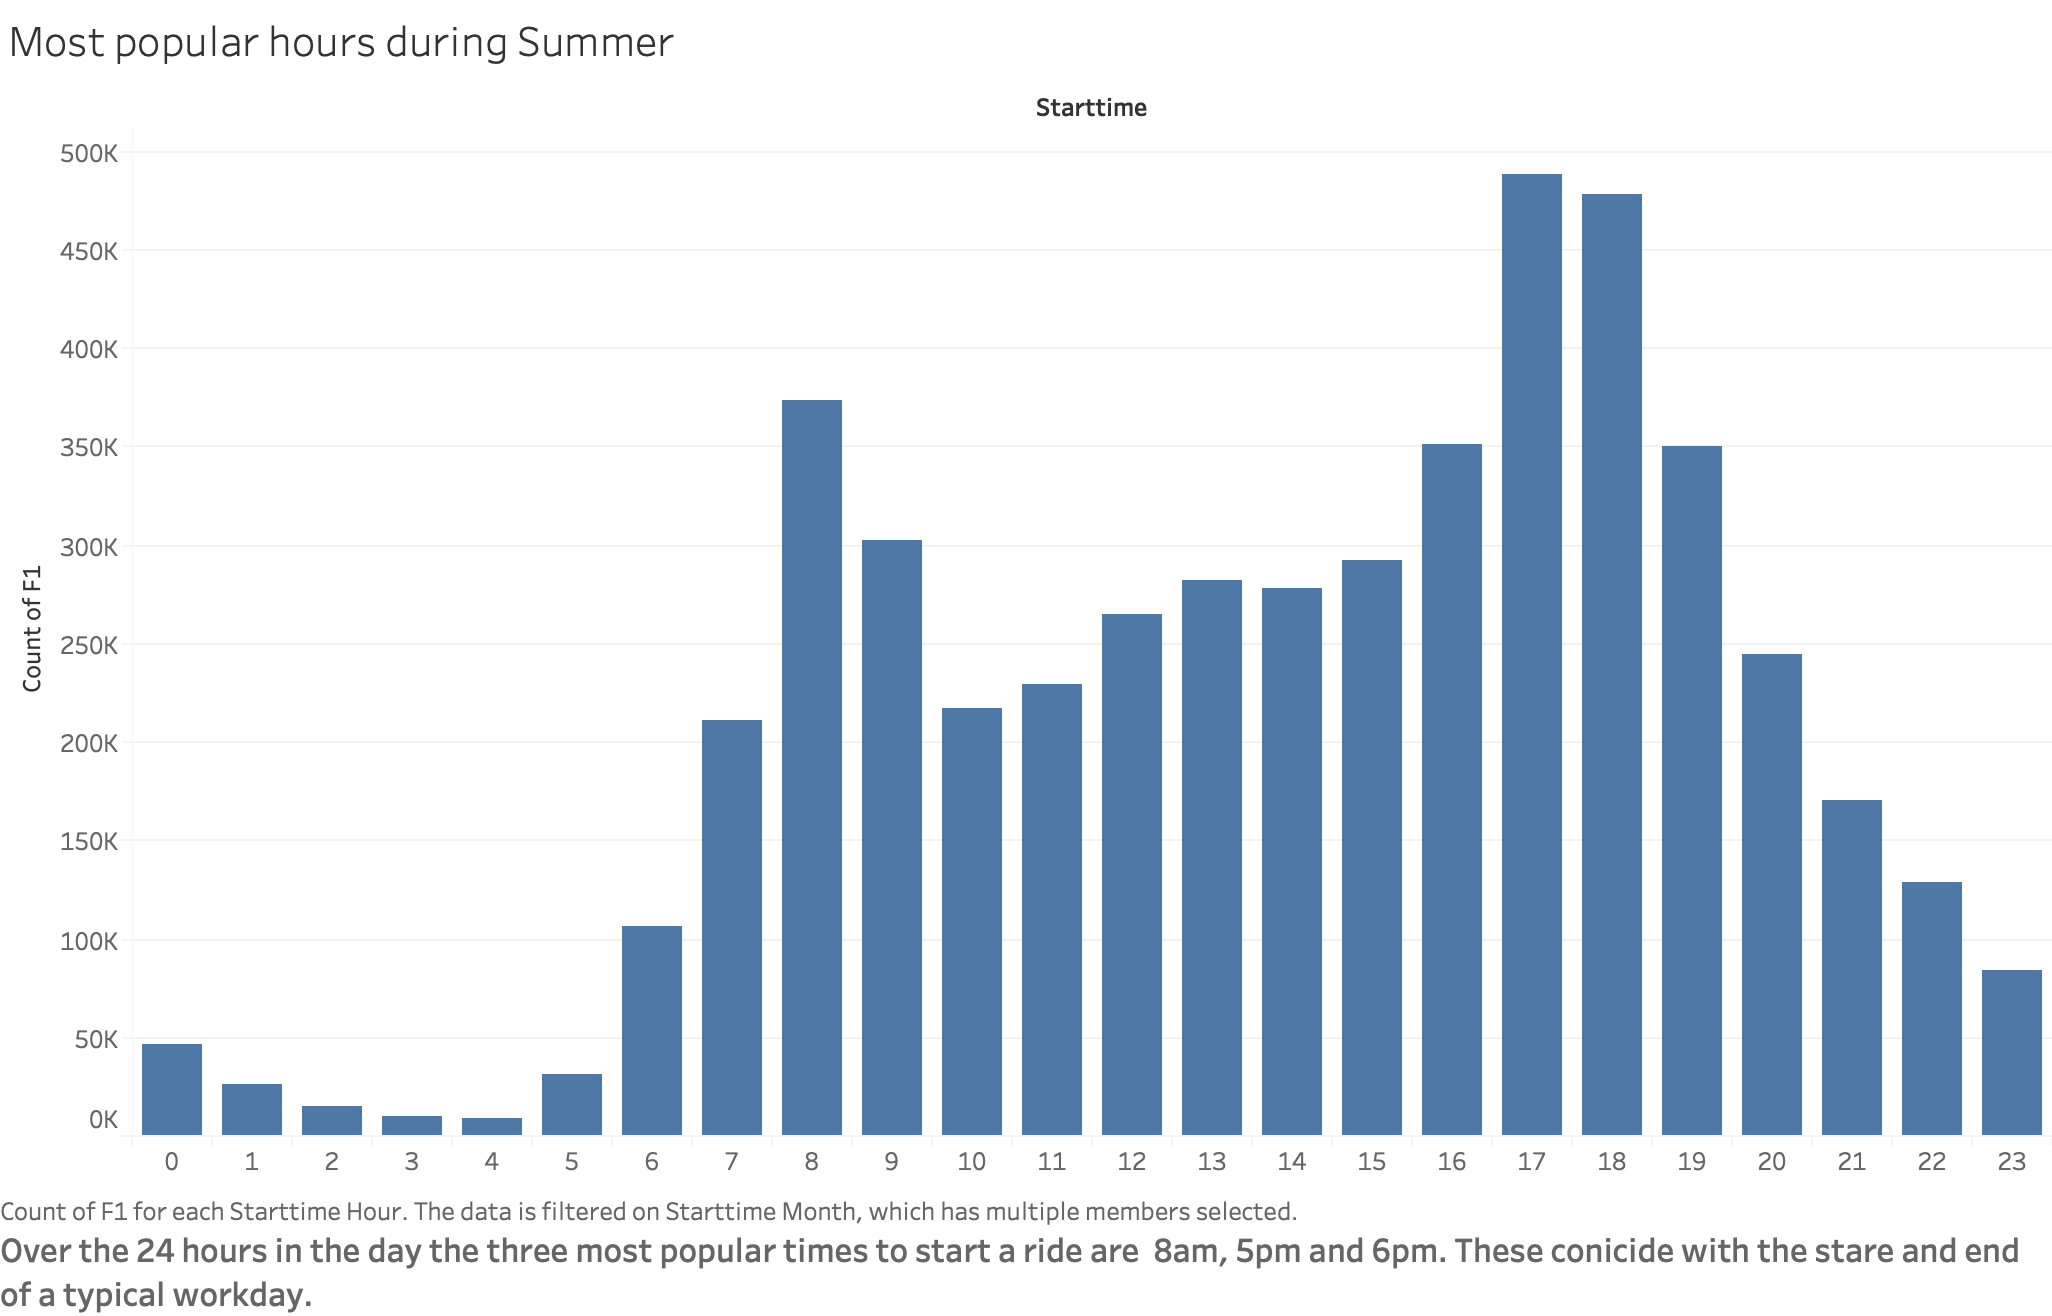 Most popular hours during Summer
Starttime
500K
450K
400K
350K
300K
250K
200K
150K
100K
50K
0K
Count of F1
0 1 2 3 4 5 6 7 8 9 10 11 12 13 14 15 16 17 18 19 20 21 22 23
Count of F1 for each Starttime Hour. The data is filtered on Starttime Month, which has multiple members selected.
Over the 24 hours in the day the three most popular times to start a ride are  8am, 5pm and 6pm. These conicide with the stare and end
of a typical workday.